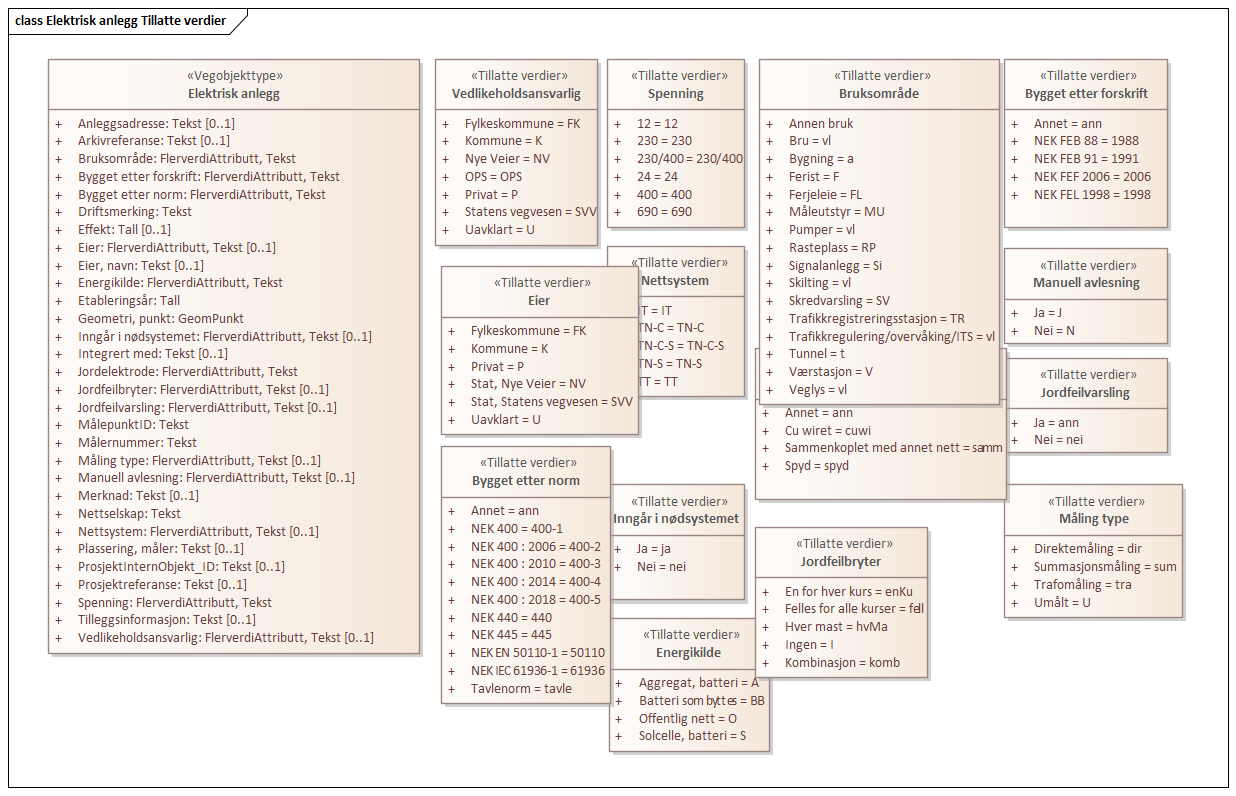 class Elektrisk anlegg Tillatte verdier
«Vegobjekttype»
Elektrisk anlegg
+ Anleggsadresse: Tekst [0..1]
+ Arkivreferanse: Tekst [0..1]
+ Bruksområde: FlerverdiAttributt, Tekst
+ Bygget etter forskrift: FlerverdiAttributt, Tekst
+ Bygget etter norm: FlerverdiAttributt, Tekst
+ Driftsmerking: Tekst
+ Effekt: Tall [0..1]
+ Eier: FlerverdiAttributt, Tekst [0..1]
+ Eier, navn: Tekst [0..1]
+ Energikilde: FlerverdiAttributt, Tekst
+ Etableringsår: Tall
+ Geometri, punkt: GeomPunkt
+ Inngår i nødsystemet: FlerverdiAttributt, Tekst [0..1]
+ Integrert med: Tekst [0..1]
+ Jordelektrode: FlerverdiAttributt, Tekst
+ Jordfeilbryter: FlerverdiAttributt, Tekst [0..1]
+ Jordfeilvarsling: FlerverdiAttributt, Tekst [0..1]
+ MålepunktID: Tekst
+ Målernummer: Tekst
+ Måling type: FlerverdiAttributt, Tekst [0..1]
+ Manuell avlesning: FlerverdiAttributt, Tekst [0..1]
+ Merknad: Tekst [0..1]
+ Nettselskap: Tekst
+ Nettsystem: FlerverdiAttributt, Tekst [0..1]
+ Plassering, måler: Tekst [0..1]
+ ProsjektInternObjekt_ID: Tekst [0..1]
+ Prosjektreferanse: Tekst [0..1]
+ Spenning: FlerverdiAttributt, Tekst
+ Tilleggsinformasjon: Tekst [0..1]
+ Vedlikeholdsansvarlig: FlerverdiAttributt, Tekst [0..1]
«Tillatte verdier»
Vedlikeholdsansvarlig
+ Fylkeskommune = FK
+ Kommune = K
+ Nye Veier = NV
+ OPS = OPS
+ Privat = P
+ Statens vegvesen = SVV
+ Uavklart = U
«Tillatte verdier»
Spenning
+ 12 = 12
+ 230 = 230
+ 230/400 = 230/400
+ 24 = 24
+ 400 = 400
+ 690 = 690
«Tillatte verdier»
Bruksområde
+ Annen bruk
+ Bru = vl
+ Bygning = a
+ Ferist = F
+ Ferjeleie = FL
+ Måleutstyr = MU
+ Pumper = vl
+ Rasteplass = RP
+ Signalanlegg = Si
+ Skilting = vl
+ Skredvarsling = SV
+ Trafikkregistreringsstasjon = TR
+ Trafikkregulering/overvåking/ITS = vl
+ Tunnel = t
+ Værstasjon = V
+ Veglys = vl
«Tillatte verdier»
Bygget etter forskrift
+ Annet = ann
+ NEK FEB 88 = 1988
+ NEK FEB 91 = 1991
+ NEK FEF 2006 = 2006
+ NEK FEL 1998 = 1998
«Tillatte verdier»
Eier
+ Fylkeskommune = FK
+ Kommune = K
+ Privat = P
+ Stat, Nye Veier = NV
+ Stat, Statens vegvesen = SVV
+ Uavklart = U
«Tillatte verdier»
Nettsystem
IT = IT
TN-C = TN-C
TN-C-S = TN-C-S
TN-S = TN-S
TT = TT
«Tillatte verdier»
Manuell avlesning
+ Ja = J
+ Nei = N
+ Annet = ann
+ Cu wiret = cuwi
+ Sammenkoplet med annet nett = samm
+ Spyd = spyd
«Tillatte verdier»
Jordfeilvarsling
+ Ja = ann
+ Nei = nei
«Tillatte verdier»
Bygget etter norm
+ Annet = ann
+ NEK 400 = 400-1
+ NEK 400 : 2006 = 400-2
+ NEK 400 : 2010 = 400-3
+ NEK 400 : 2014 = 400-4
+ NEK 400 : 2018 = 400-5
+ NEK 440 = 440
+ NEK 445 = 445
+ NEK EN 50110-1 = 50110
+ NEK IEC 61936-1 = 61936
+ Tavlenorm = tavle
«Tillatte verdier»
Inngår i nødsystemet
+ Ja = ja
+ Nei = nei
«Tillatte verdier»
Energikilde
+ Aggregat, batteri = A
+ Batteri som byttes = BB
+ Offentlig nett = O
+ Solcelle, batteri = S
«Tillatte verdier»
Jordfeilbryter
+ En for hver kurs = enKu
+ Felles for alle kurser = fell
+ Hver mast = hvMa
+ Ingen = I
+ Kombinasjon = komb
«Tillatte verdier»
Måling type
+ Direktemåling = dir
+ Summasjonsmåling = sum
+ Trafomåling = tra
+ Umålt = U